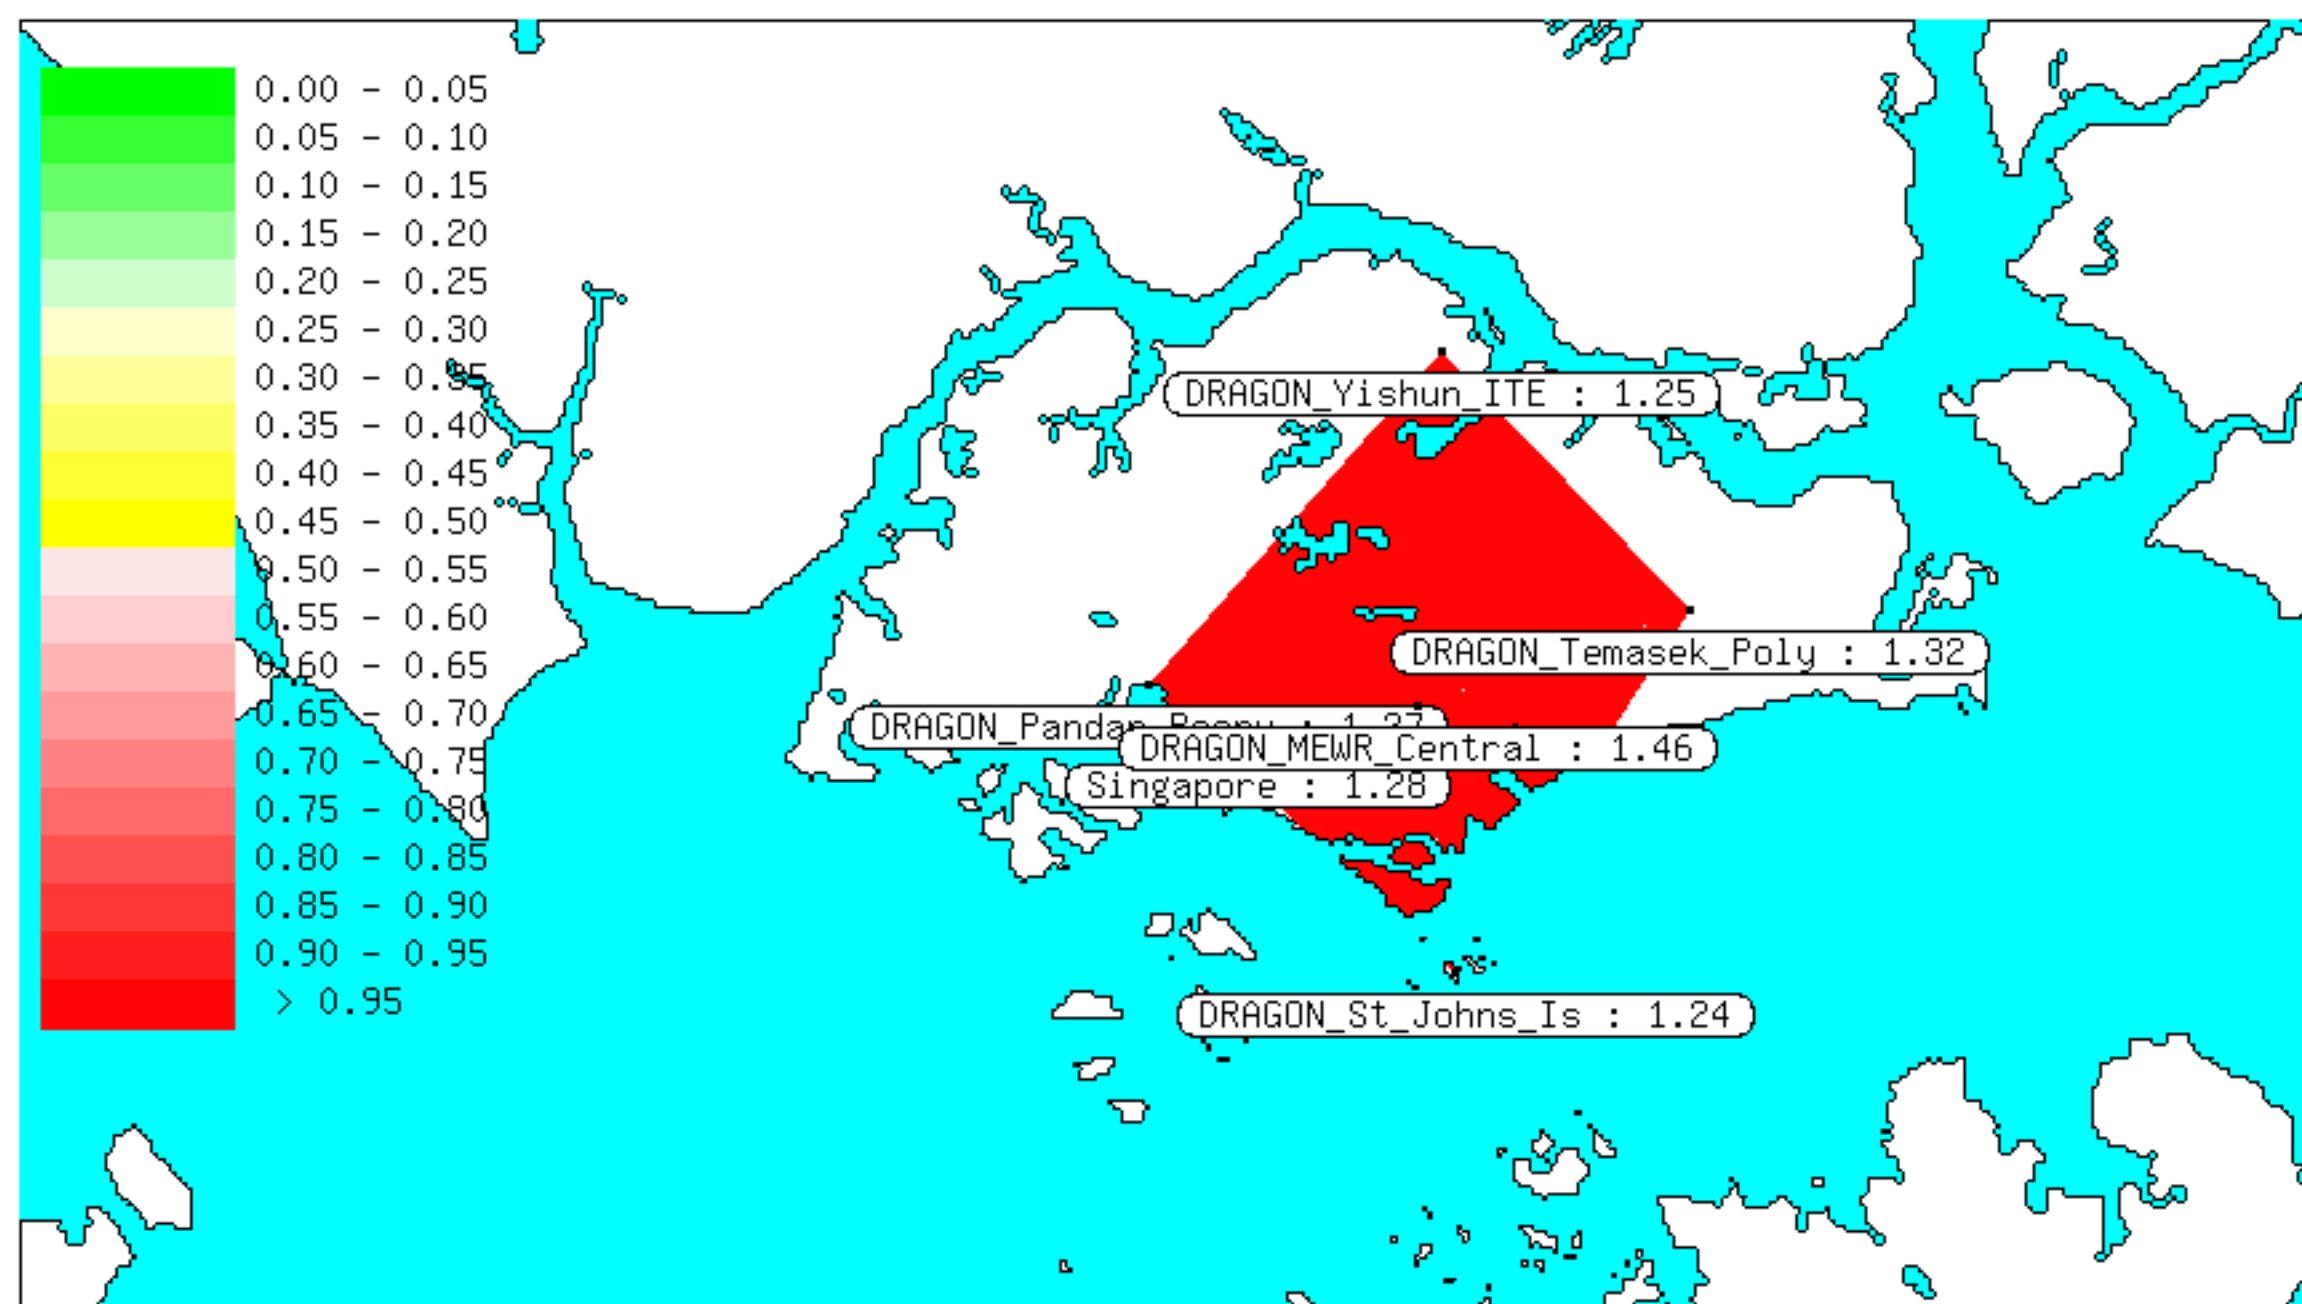 0.00 - 0.05
0.05 - 0.10
0.10 - 0.15
0.15 - 0.20
0.20 - 0.25
0.25 - 0.30
0.30 - 0.35
0.35 - 0.40
0.40 - 0.45
0.45 - 0.50
0.50 - 0.55
0.55 - 0.60
0.60 - 0.65
0.65 - 0.70
0.70 - 0.75
0.75 - 0.80
0.80 - 0.85
0.85 - 0.90
0.90 - 0.95
> 0.95
DRAGON_Yishun_ITE : 1.25
DRAGON_Temasek_Poly : 1.32
DRAGON_MEWR_Central : 1.46
Singapore : 1.28
DRAGON_St_Johns_Is : 1.24